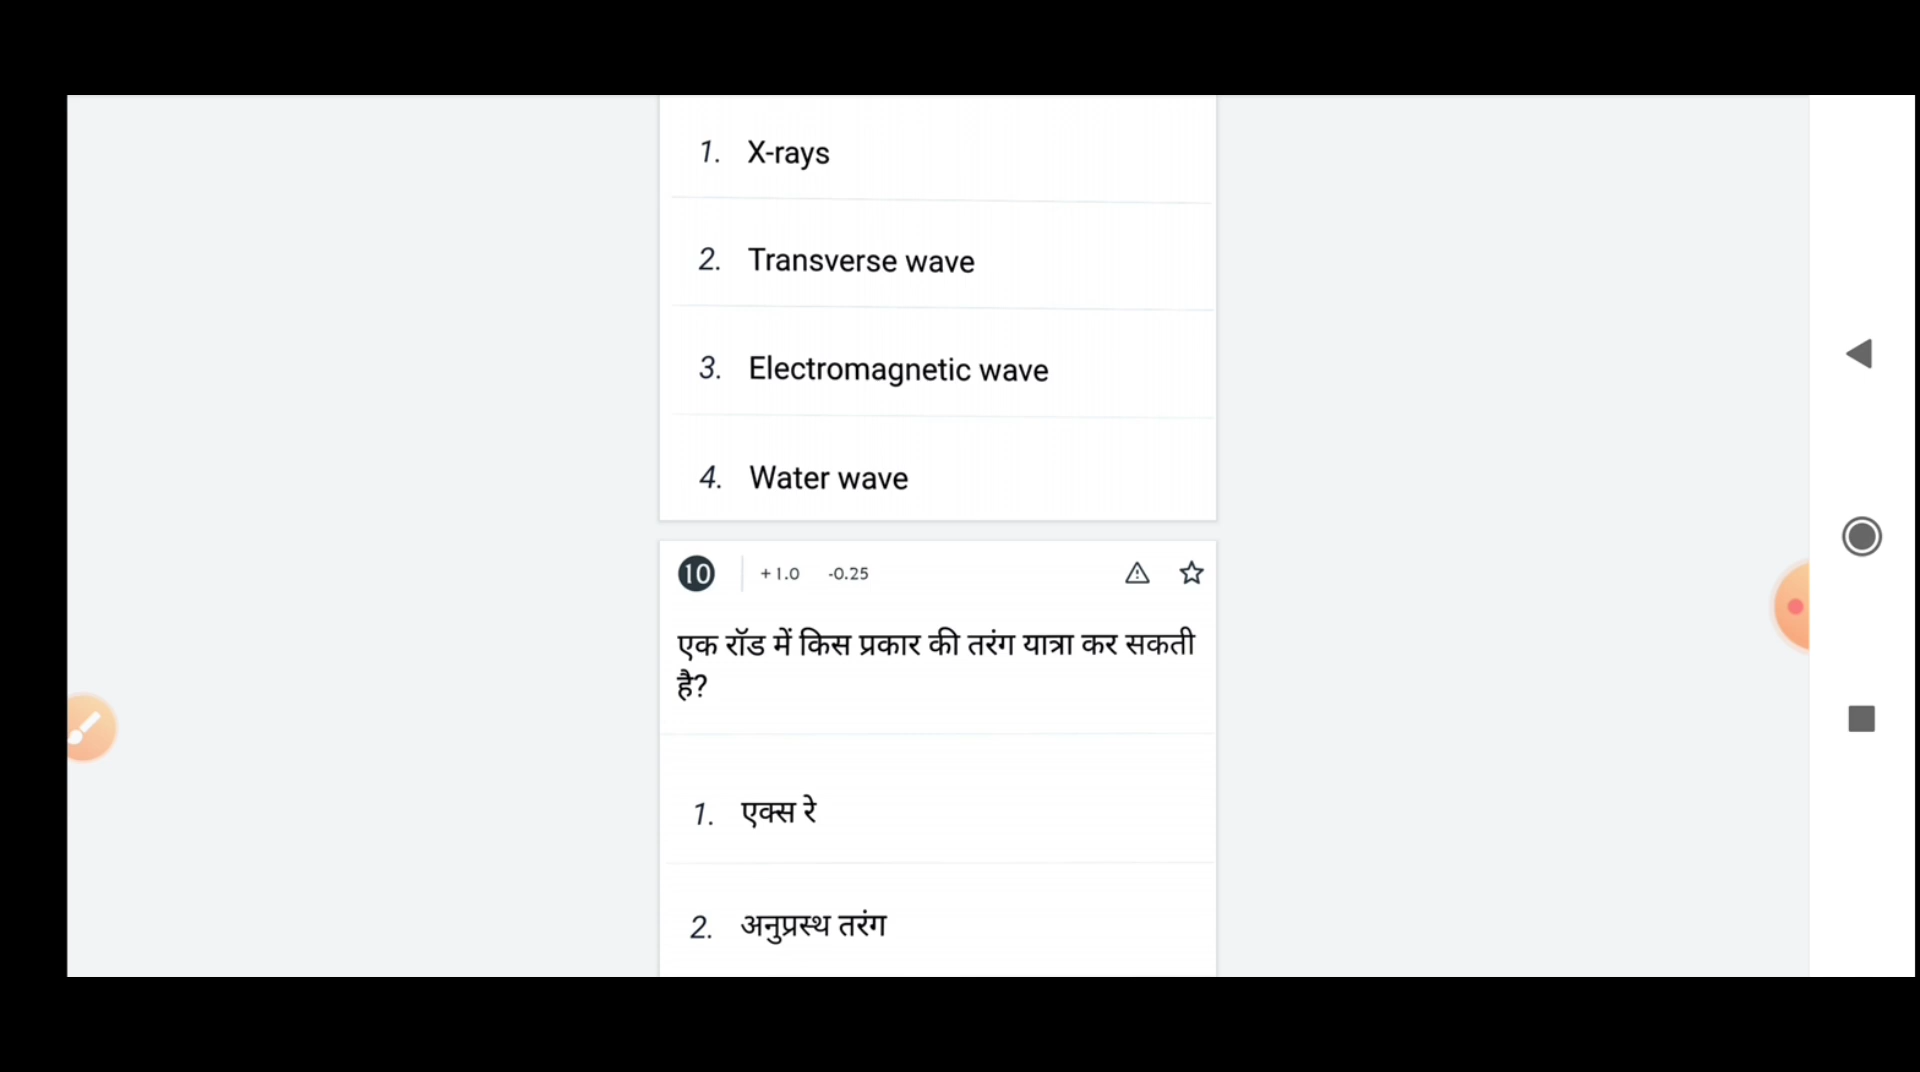 1. X-rays
2. Transverse wave
3. Electromagnetic wave
4. Water wave
10 +1.0 -0.25
एक रॉड में किस प्रकार की तरंग यात्रा कर सकती
है?
1. एक्स रे
2. अनुप्रस्थ तरंग